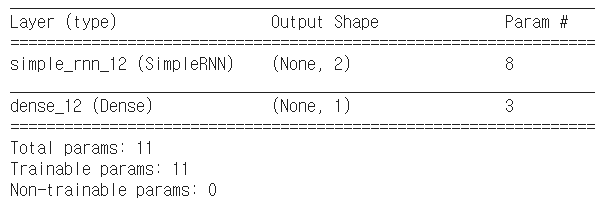 Layer (type)                 Output Shape              Param #
=================================================================
simple_rnn_12 (SimpleRNN)    (None, 2)                 8
_________________________________________________________________
dense_12 (Dense)             (None, 1)                 3
=================================================================
Total params: 11
Trainable params: 11
Non-trainable params: 0